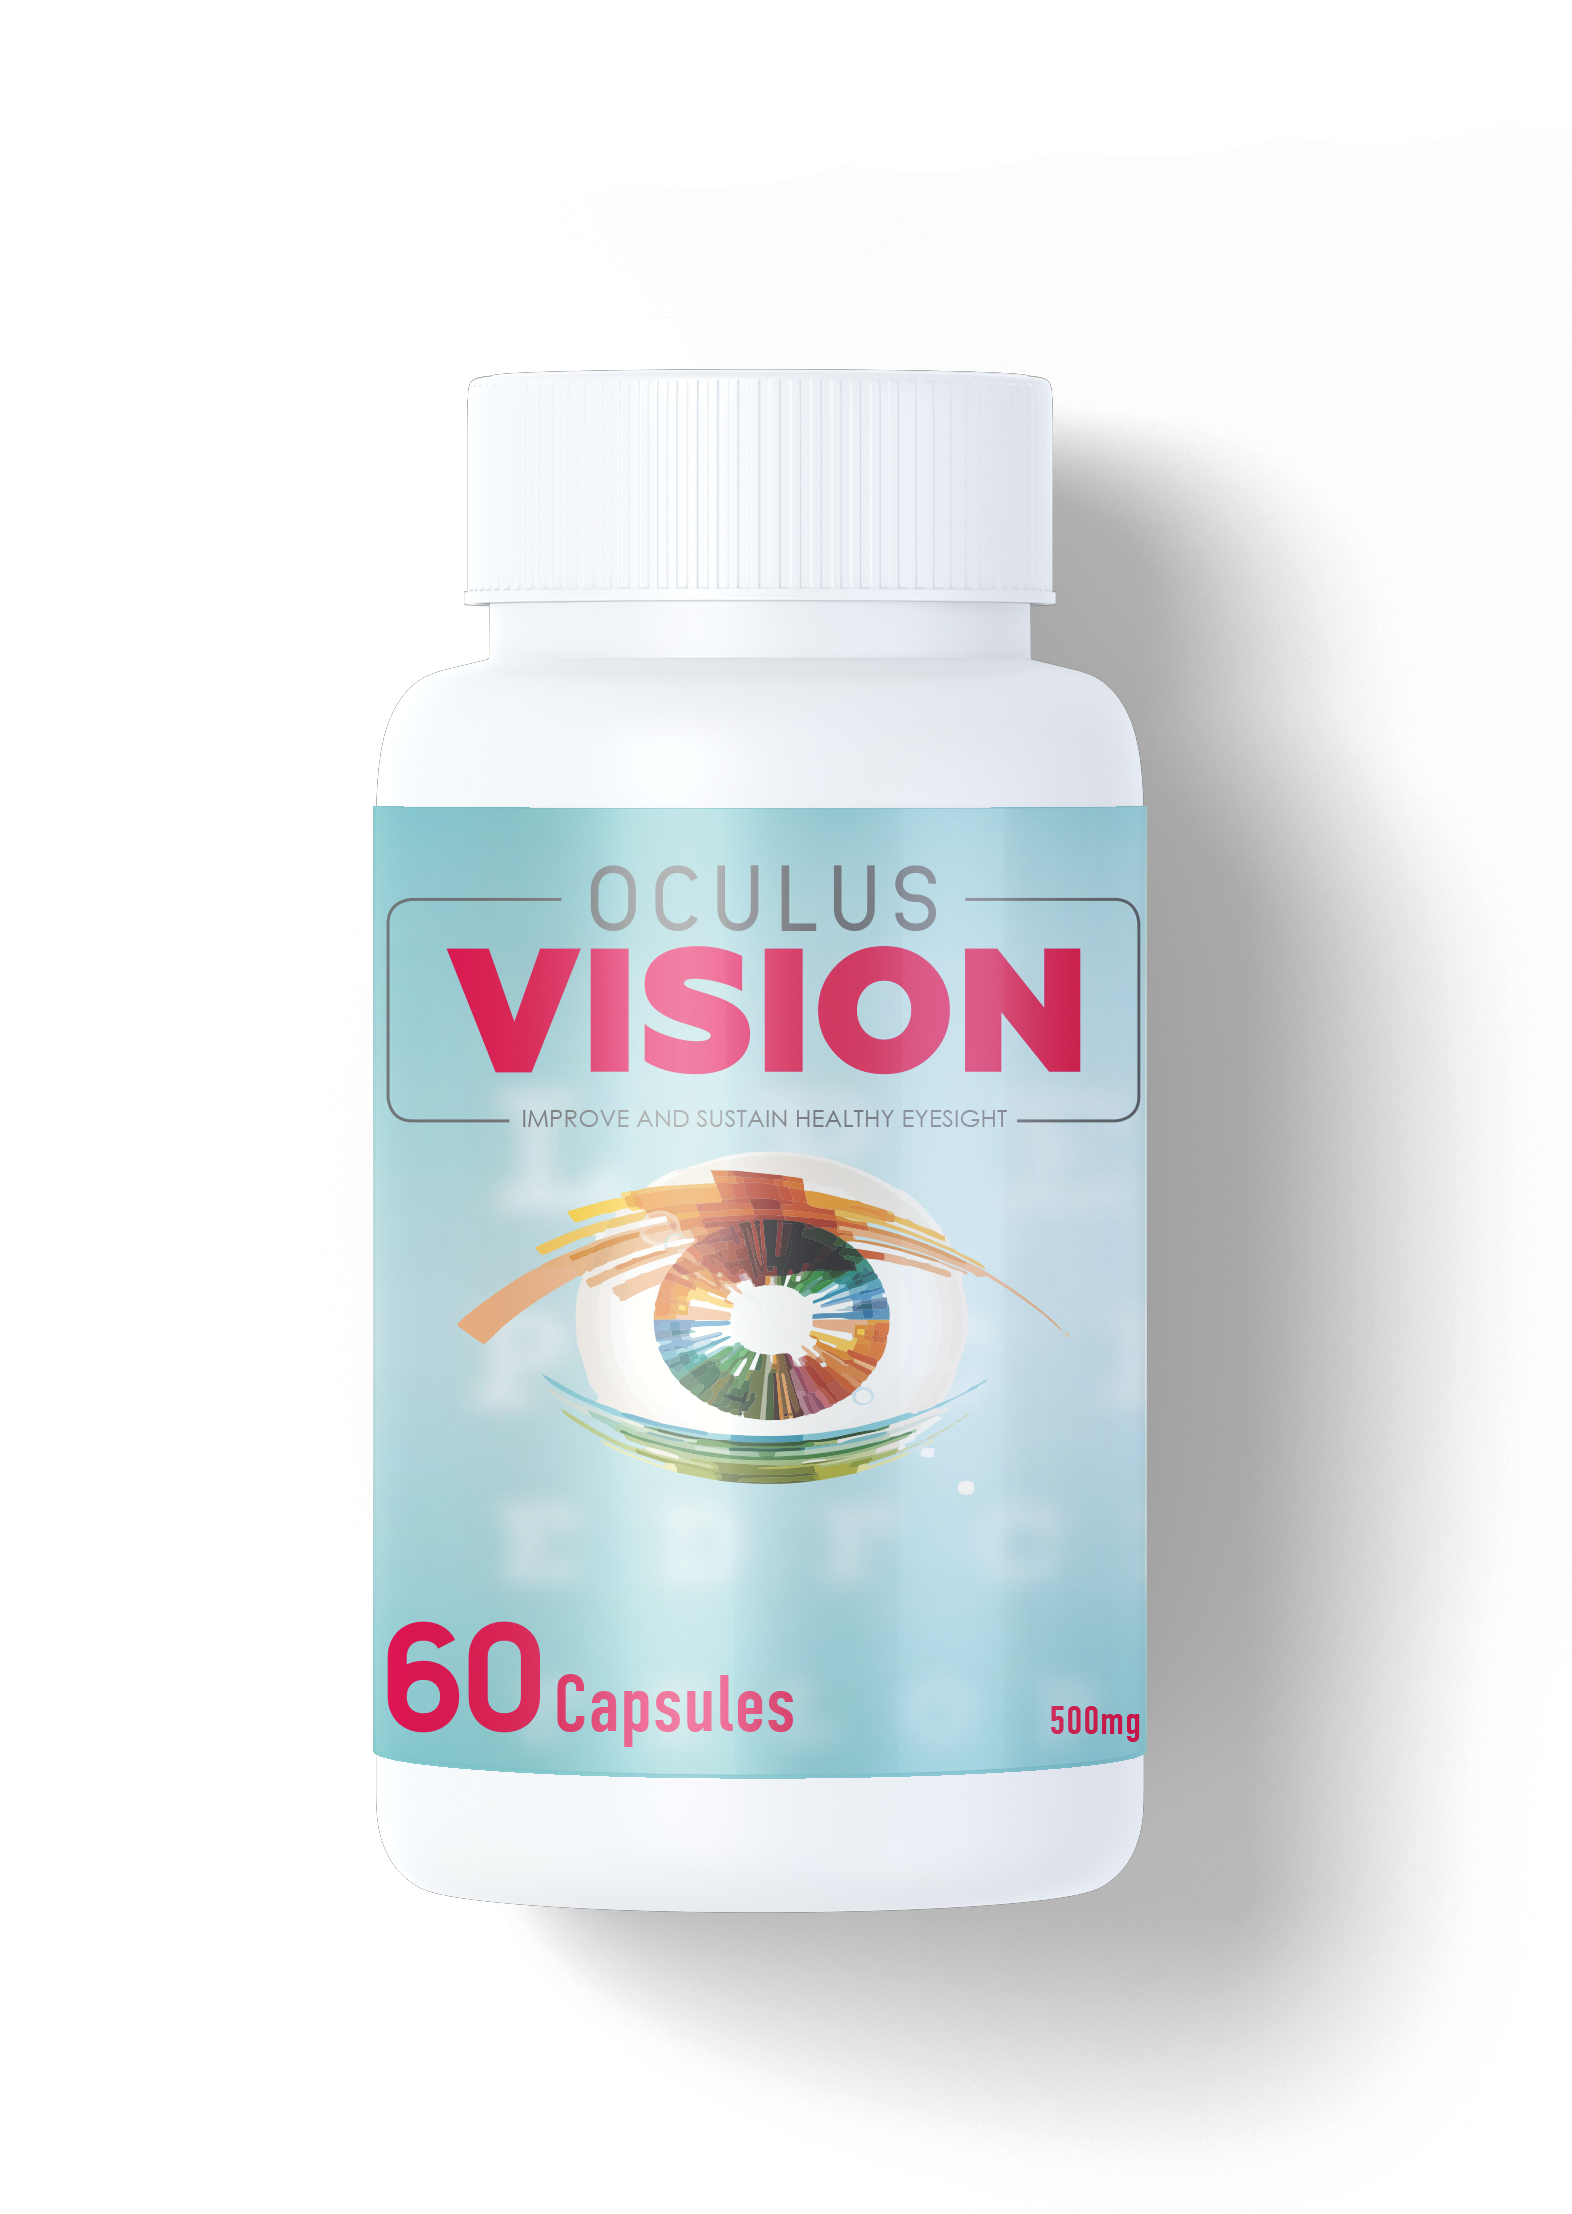 OCULUS
VISION
IMPROVE AND SUSTAIN HEALTHY EYESIGHT
E D F C
60 Capsules
500mg